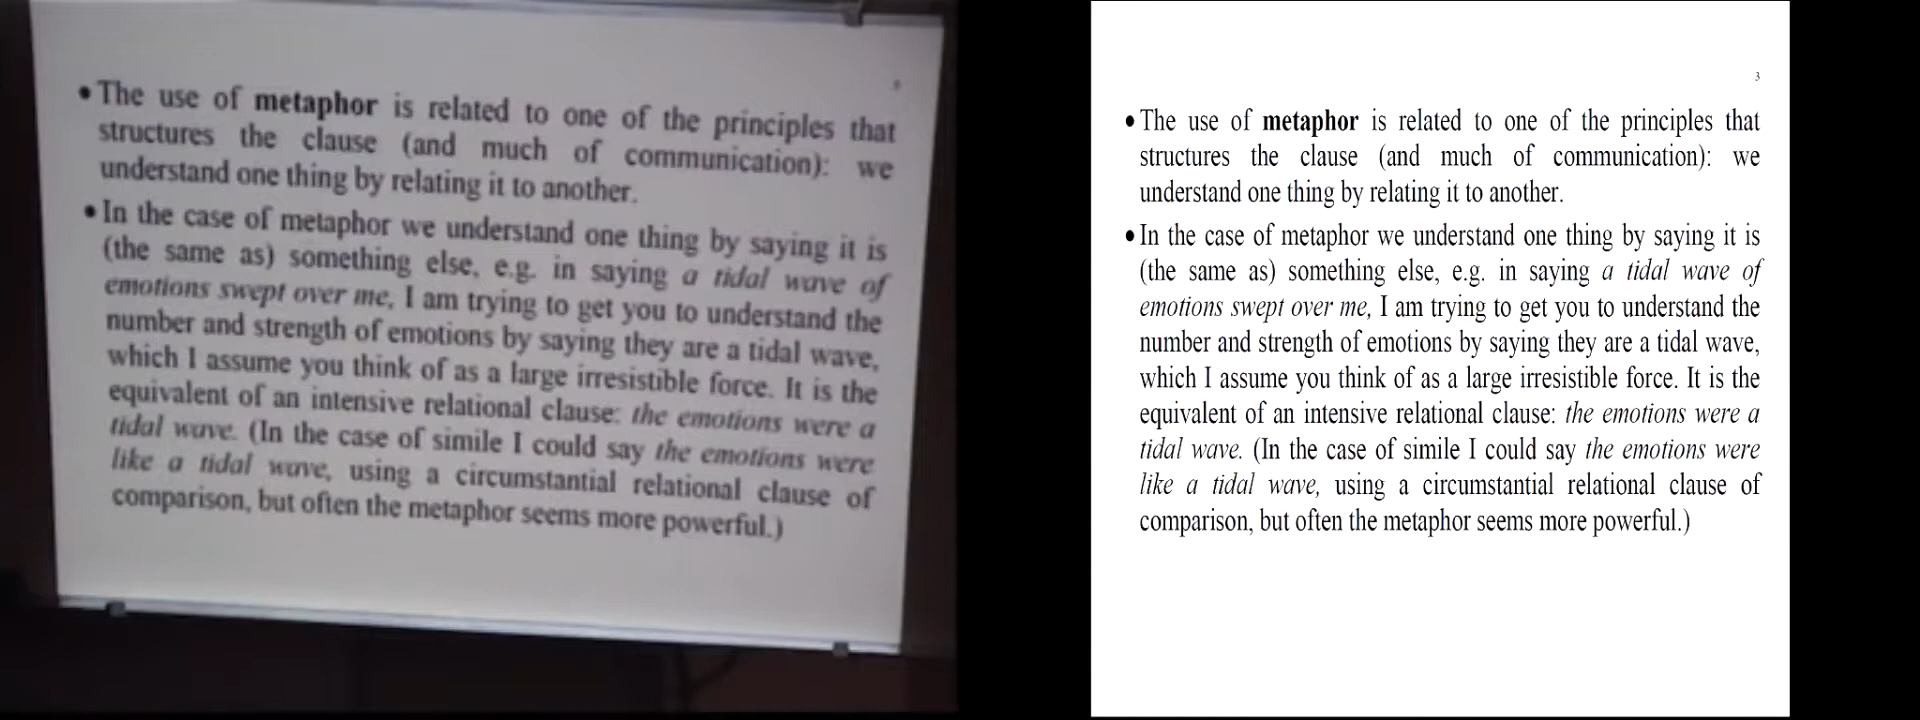 • The use of metaphor is related to one of the principles that
structures the clause (and much of communication): we
understand one thing by relating it to another.
• In the case of metaphor we understand one thing by saying it is
(the same as) something else, e.g. in saying a tidal wave of
emotions swept over me, I am trying to get you to understand the
number and strength of emotions by saying they are a tidal wave,
which I assume you think of as a large irresistible force. It is the
equivalent of an intensive relational clause: the emotions were a
tidal wave. (In the case of simile I could say the emotions were
like a tidal wave, using a circumstantial relational clause of
comparison, but often the metaphor seems more powerful.)
3
• The use of metaphor is related to one of the principles that
structures the clause (and much of communication): we
understand one thing by relating it to another.
• In the case of metaphor we understand one thing by saying it is
(the same as) something else, e.g. in saying a tidal wave of
emotions swept over me, I am trying to get you to understand the
number and strength of emotions by saying they are a tidal wave,
which I assume you think of as a large irresistible force. It is the
equivalent of an intensive relational clause: the emotions were a
tidal wave. (In the case of simile I could say the emotions were
like a tidal wave, using a circumstantial relational clause of
comparison, but often the metaphor seems more powerful.)